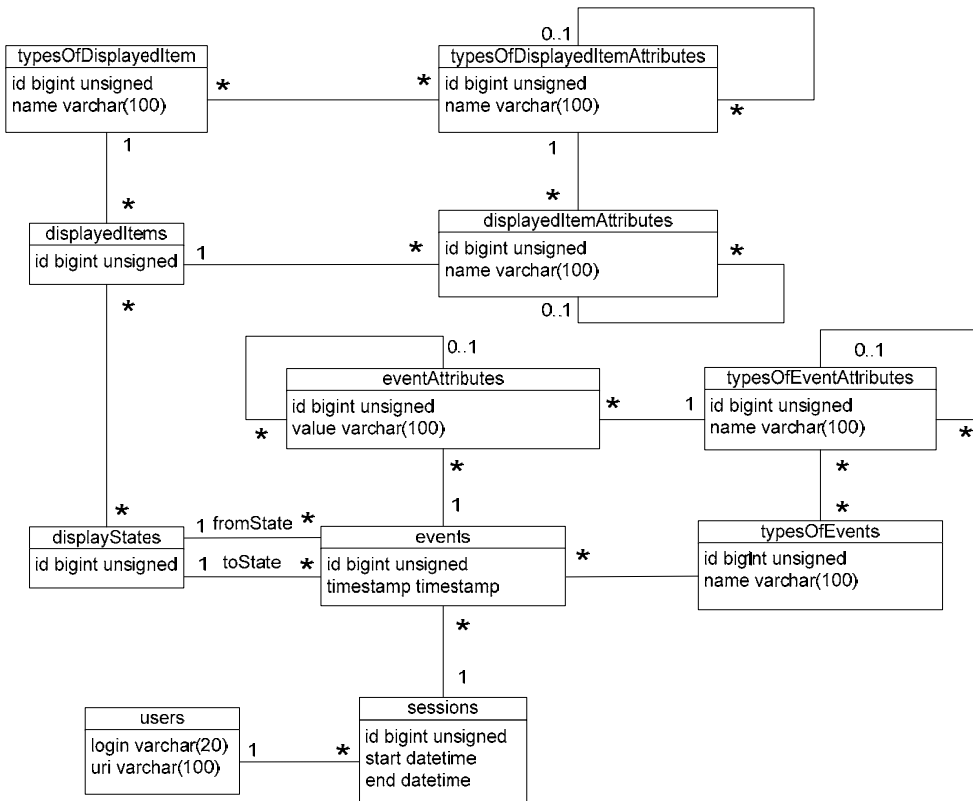 0..1
typesOfDisplayedItem
typesOfDisplayedItemAttributes
id bigint unsigned
name varchar(100)
*
*
id bigint unsigned
name varchar(100)
*
1
1
*
*
displayedItems
displayedItemAttributes
id bigint unsigned
1
*
id bigint unsigned
name varchar(100)
*
*
0..1
0..1
0..1
eventAttributes
typesOfEventAttributes
id bigint unsigned
value varchar(100)
*
1
id bigint unsigned
name varchar(100)
*
*
*
*
*
1
*
displayStates
1
fromState
*
events
typesOfEvents
id bigint unsigned
1
toState
*
id bigint unsigned
timestamp timestamp
*
1
id bigint unsigned
name varchar(100)
*
1
users
sessions
login varchar(20)
uri varchar(100)
1
*
id bigint unsigned
start datetime
end datetime